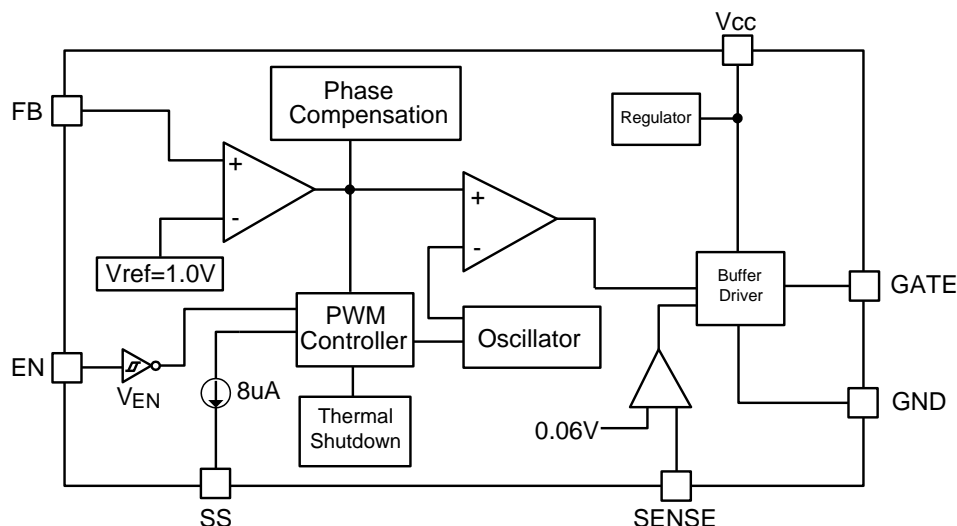 Vcc
FB
Phase
Compensation
Regulator
+
-
+
-
Vref=1.0V
Buffer
Driver
GATE
PWM
Controller
Oscillator
EN
VEN
8uA
Thermal
Shutdown
0.06V
GND
SS
SENSE